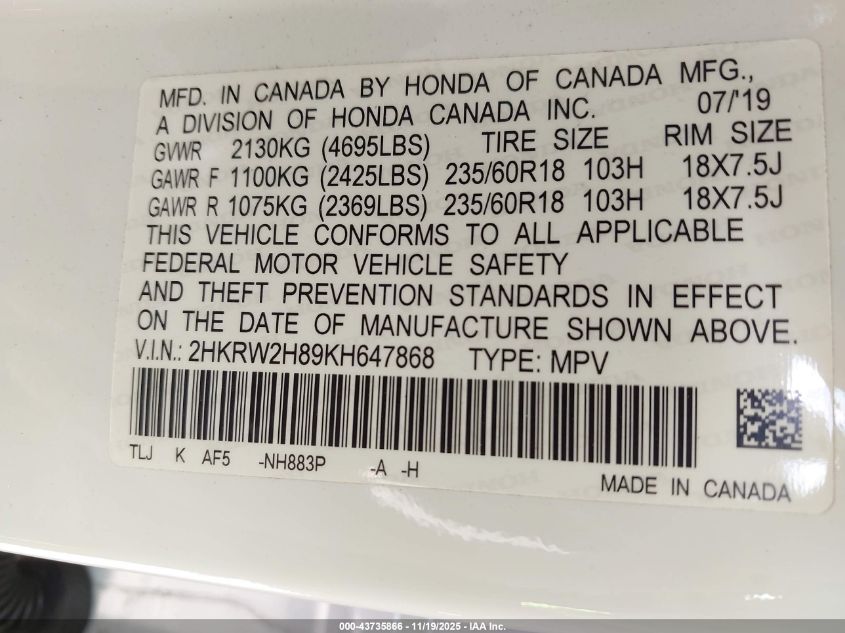 MFD. IN CANADA BY HONDA OF CANADA MFG.,
A DIVISION OF HONDA CANADA INC. 07/'19
GVWR 2130KG (4695LBS) TIRE SIZE RIM SIZE
GAWR F 1100KG (2425LBS) 235/60R18 103H 18X7.5J
GAWR R 1075KG (2369LBS) 235/60R18 103H 18X7.5J
THIS VEHICLE CONFORMS TO ALL APPLICABLE
FEDERAL MOTOR VEHICLE SAFETY
AND THEFT PREVENTION STANDARDS IN EFFECT
ON THE DATE OF MANUFACTURE SHOWN ABOVE.
V.I.N.: 2HKRW2H89KH647868 TYPE: MPV
TLJ K AF5 -NH883P -A -H
MADE IN CANADA
000-43735866 - 11/19/2025 - IAA Inc.